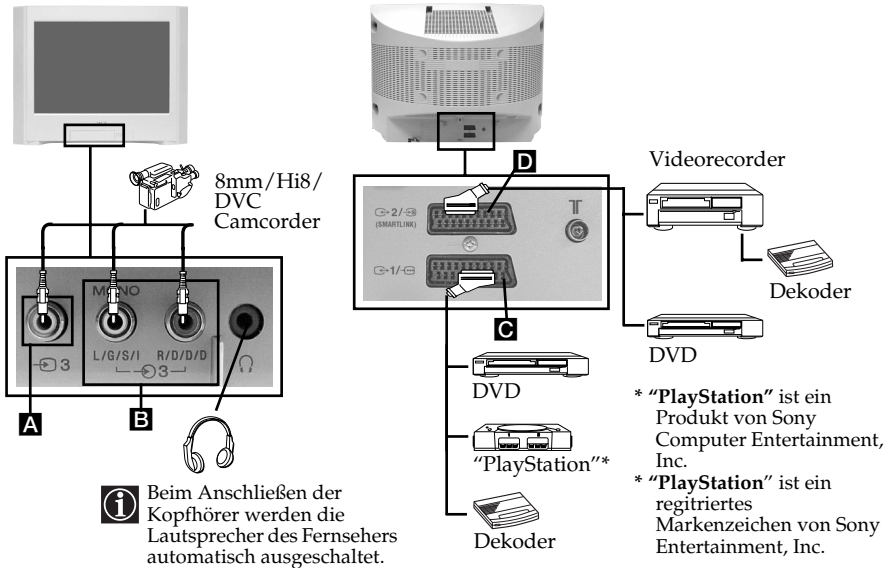 8mm/Hi8/
DVC
Camcorder
MONO
L/G/S/I R/D/D/D
3
3
A
B
Beim Anschließen der
Kopfhörer werden die
Lautsprecher des Fernsehers
automatisch ausgeschaltet.
D
2/
(SMARTLINK)
1/
C
DVD
“PlayStation”*
Dekoder
Videorecorder
Dekoder
DVD
* “PlayStation” ist ein
Produkt von Sony
Computer Entertainment,
Inc.
* “PlayStation” ist ein
regitriertes
Markenzeichen von Sony
Entertainment, Inc.